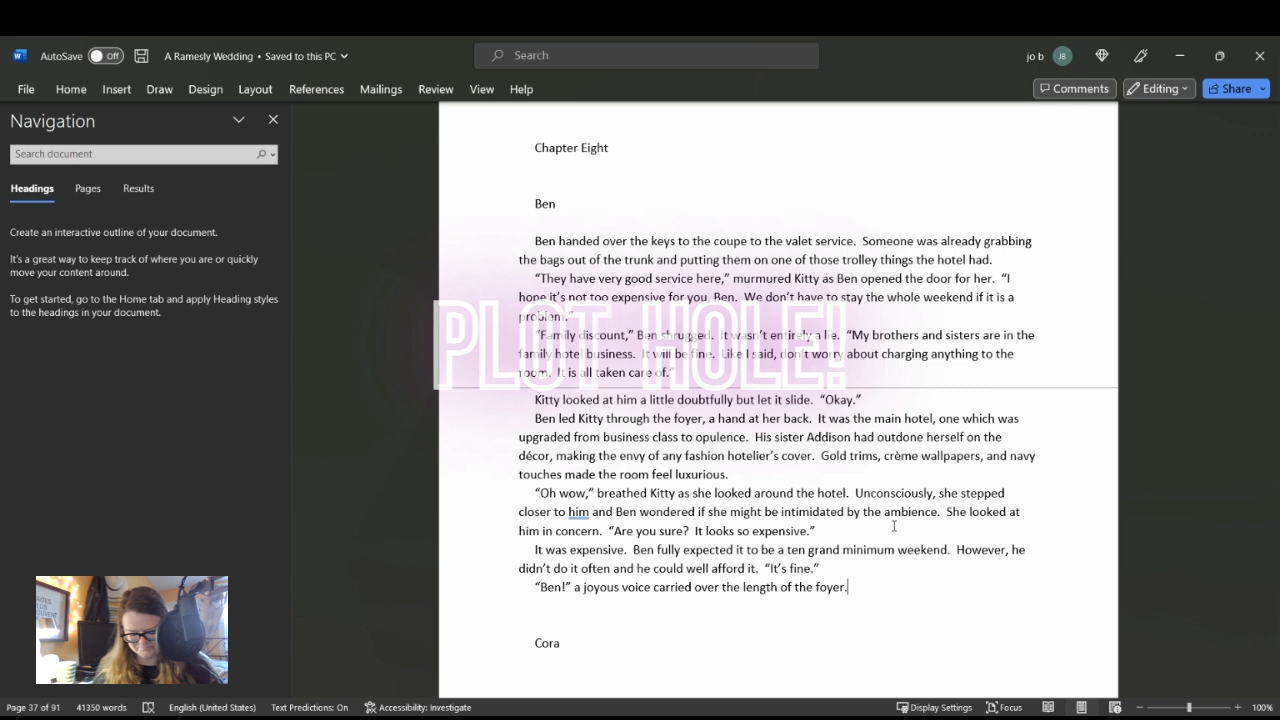 AutoSave Off A Ramesly Wedding • Saved to this PC Search jo b JB
File Home Insert Draw Design Layout References Mailings Review View Help Comments Editing Share
Navigation
Search document
Headings Pages Results
Create an interactive outline of your document.
It's a great way to keep track of where you are or quickly
move your content around.
To get started, go to the Home tab and apply Heading styles
to the headings in your document.
Chapter Eight
Ben
Ben handed over the keys to the coupe to the valet service.  Someone was already grabbing
the bags out of the trunk and putting them on one of those trolley things the hotel had.
“They have very good service here,” murmured Kitty as Ben opened the door for her.  “I
hope it’s not too expensive for you, Ben.  We don’t have to stay the whole weekend if it is a
problem.”
PLOT HOLE!
“Family discount,” Ben shrugged.  It wasn’t entirely a lie.  “My brothers and sisters are in the
family hotel business.  It will be fine.  Like I said, don’t worry about charging anything to the
room.  It is all taken care of.”
Kitty looked at him a little doubtfully but let it slide.  “Okay.”
Ben led Kitty through the foyer, a hand at her back.  It was the main hotel, one which was
upgraded from business class to opulence.  His sister Addison had outdone herself on the
décor, making the envy of any fashion hotelier’s cover.  Gold trims, crème wallpapers, and navy
touches made the room feel luxurious.
“Oh wow,” breathed Kitty as she looked around the hotel.  Unconsciously, she stepped
closer to him and Ben wondered if she might be intimidated by the ambience.  She looked at
him in concern.  “Are you sure?  It looks so expensive.”
It was expensive.  Ben fully expected it to be a ten grand minimum weekend.  However, he
didn’t do it often and he could well afford it.  “It’s fine.”
“Ben!” a joyous voice carried over the length of the foyer.
Cora
Page 37 of 91 41350 words English (United States) Text Predictions: On Accessibility: Investigate Display Settings Focus 100%